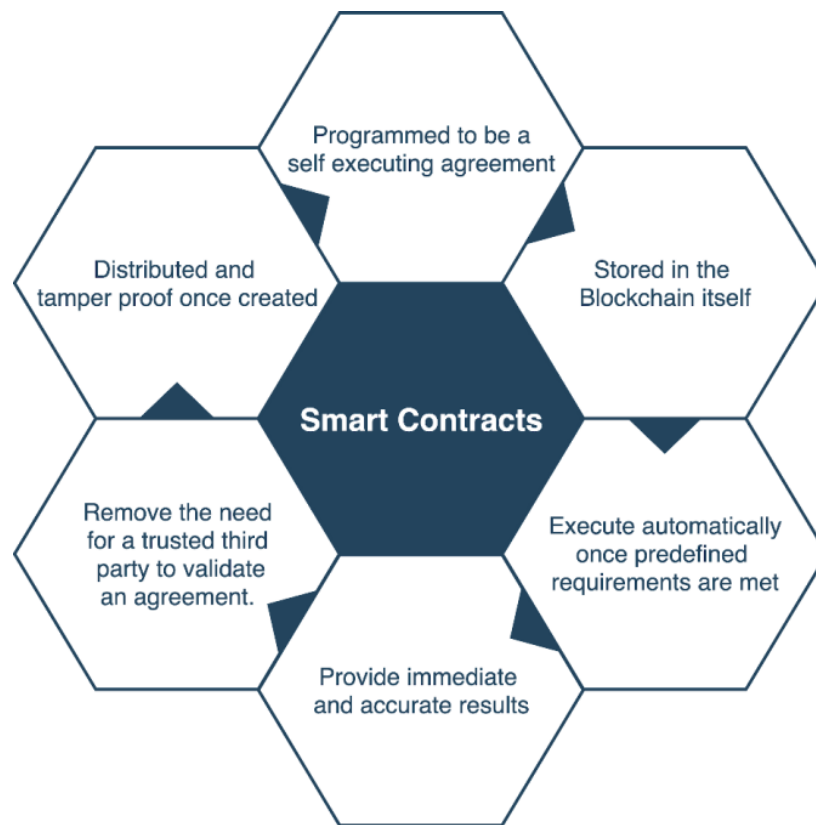 Programmed to be a
self executing agreement
Stored in the
Blockchain itself
Execute automatically
once predefined
requirements are met
Provide immediate
and accurate results
Remove the need
for a trusted third
party to validate
an agreement.
Distributed and
tamper proof once created
Smart Contracts